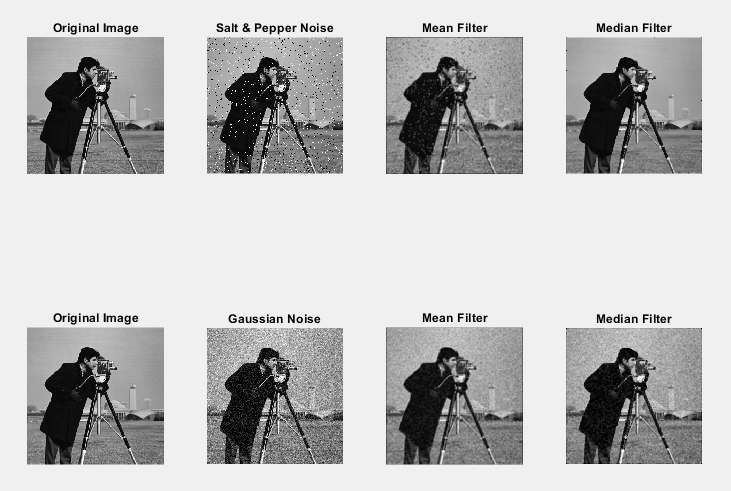 Original Image
Salt & Pepper Noise
Mean Filter
Median Filter
Original Image
Gaussian Noise
Mean Filter
Median Filter